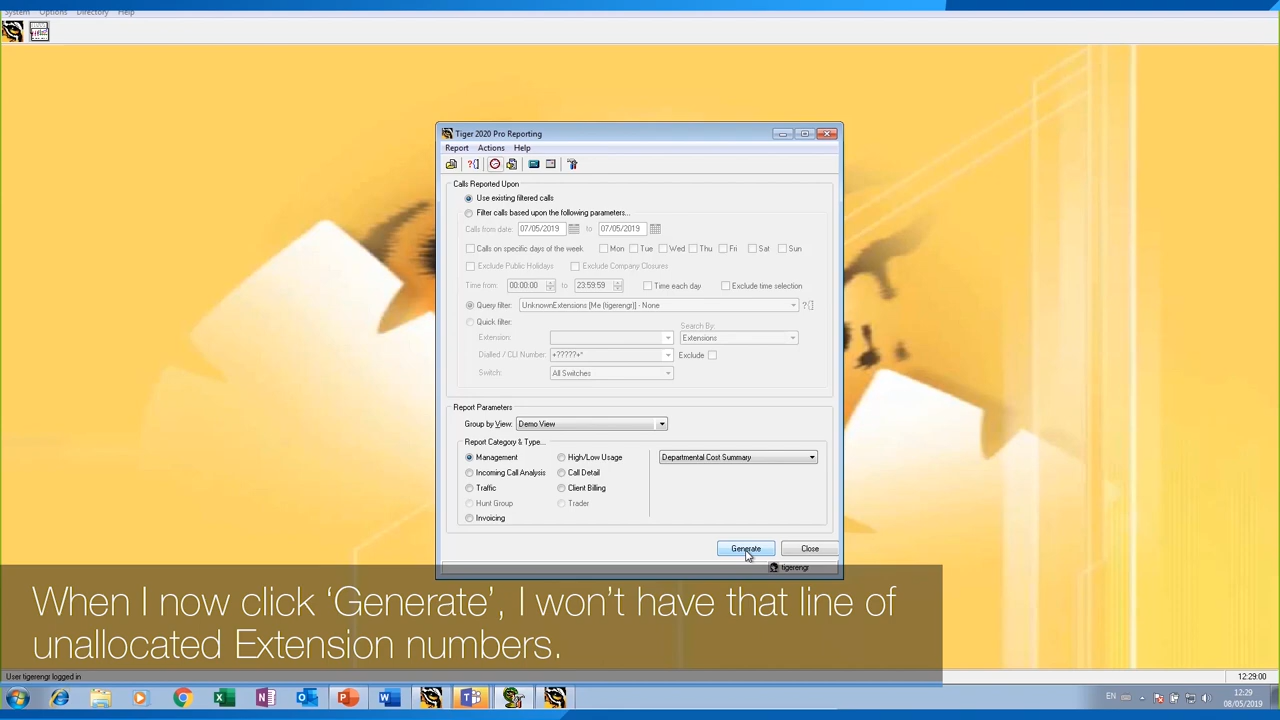 System Options Directory Help
Tiger 2020 Pro Reporting
Report Actions Help
Calls Reported Upon
Use existing filtered calls
Filter calls based upon the following parameters...
Calls from date: 07/05/2019 to 07/05/2019
Calls on specific days of the week Mon Tue Wed Thu Fri Sat Sun
Exclude Public Holidays Exclude Company Closures
Time from: 00:00:00 to 23:59:59 Time each day Exclude time selection
Query filter: UnknownExtensions [Me (tigerengr)] - None
Quick filter: Search By:
Extension: Extensions
Dialled / CLI Number: +?????+* Exclude
Switch: All Switches
Report Parameters
Group by View: Demo View
Report Category & Type...
Management High/Low Usage Departmental Cost Summary
Incoming Call Analysis Call Detail
Traffic Client Billing
Hunt Group Trader
Invoicing
Generate Close
tigerengr
When I now click ‘Generate’, I won’t have that line of
unallocated Extension numbers.
User tigerengr logged in 12:29:00
EN 12:29
08/05/2019